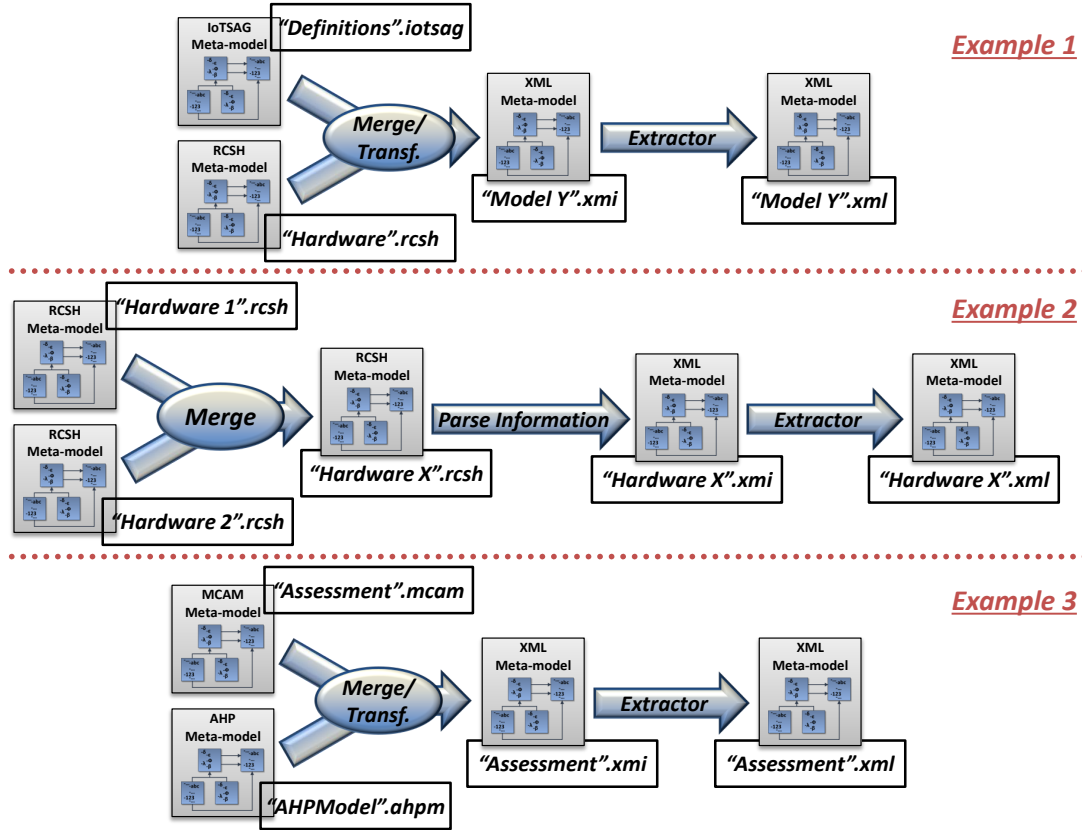 IoTSAG
Meta-model
“Definitions”.iotsag
Example 1
RCSH
Meta-model
“Hardware”.rcsh
Merge/
Transf.
XML
Meta-model
“Model Y”.xmi
Extractor
XML
Meta-model
“Model Y”.xml
RCSH
Meta-model
“Hardware 1”.rcsh
Example 2
RCSH
Meta-model
“Hardware 2”.rcsh
Merge
RCSH
Meta-model
“Hardware X”.rcsh
Parse Information
XML
Meta-model
“Hardware X”.xmi
Extractor
XML
Meta-model
“Hardware X”.xml
MCAM
Meta-model
“Assessment”.mcam
Example 3
AHP
Meta-model
“AHPModel”.ahpm
Merge/
Transf.
XML
Meta-model
“Assessment”.xmi
Extractor
XML
Meta-model
“Assessment”.xml